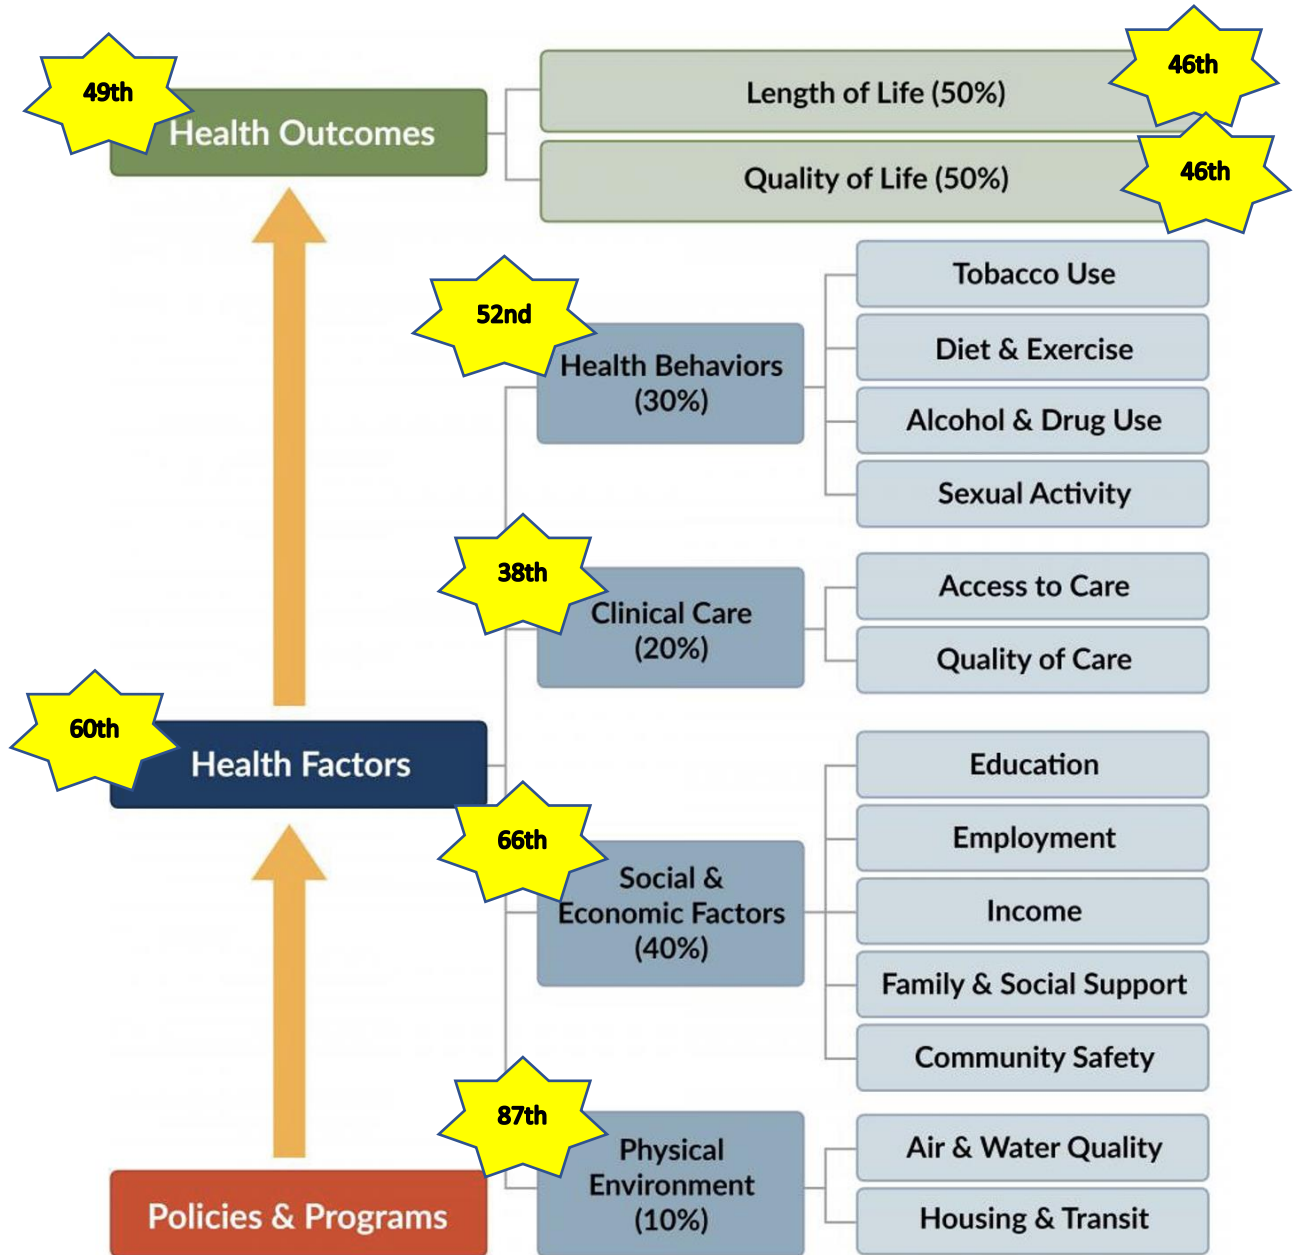 49th
Health Outcomes
Length of Life (50%)
46th
Quality of Life (50%)
46th
52nd
Health Behaviors
(30%)
Tobacco Use
Diet & Exercise
Alcohol & Drug Use
Sexual Activity
38th
Clinical Care
(20%)
Access to Care
Quality of Care
60th
Health Factors
66th
Social &
Economic Factors
(40%)
Education
Employment
Income
Family & Social Support
Community Safety
87th
Physical
Environment
(10%)
Air & Water Quality
Housing & Transit
Policies & Programs